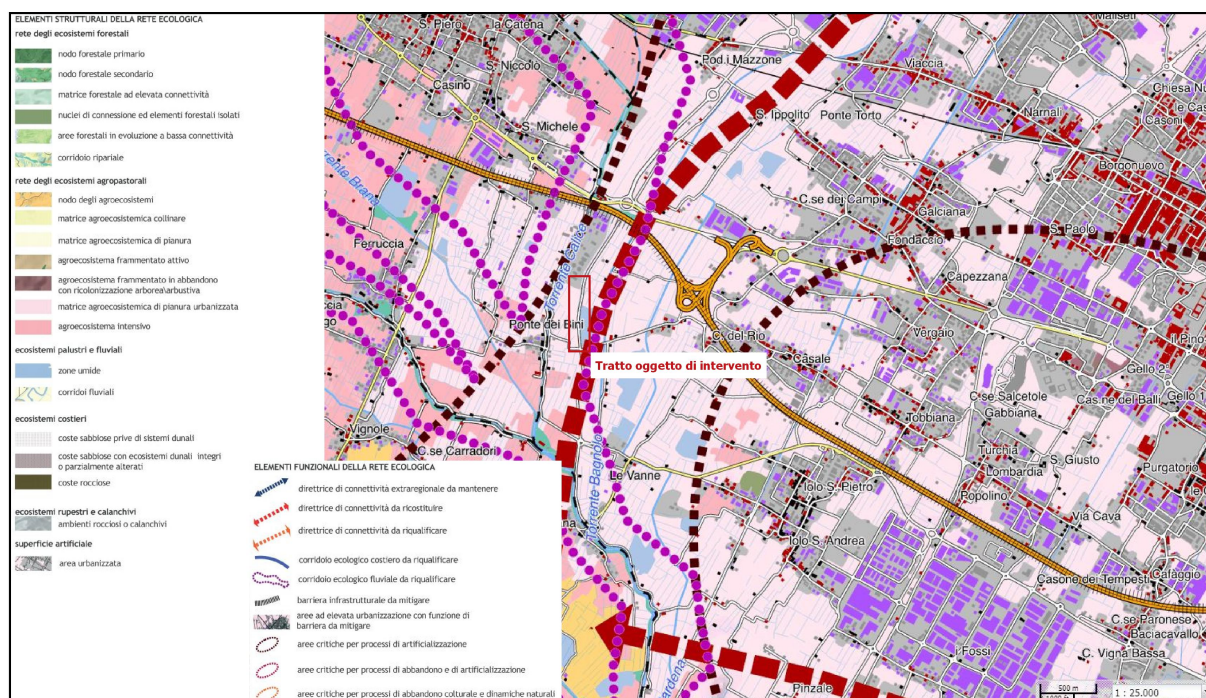 ELEMENTI STRUTTURALI DELLA RETE ECOLOGICA
rete degli ecosistemi forestali
nodo forestale primario
nodo forestale secondario
matrice forestale ad elevata connettività
nuclei di connessione ed elementi forestali isolati
aree forestali in evoluzione a bassa connettività
corridoio ripariale
rete degli ecosistemi agropastorali
nodo degli agroecosistemi
matrice agroecosistemica collinare
matrice agroecosistemica di pianura
agroecosistema frammentato attivo
agroecosistema frammentato in abbandono
con ricolonizzazione arborea\arbustiva
matrice agroecosistemica di pianura urbanizzata
agroecosistema intensivo
ecosistemi palustri e fluviali
zone umide
corridoi fluviali
ecosistemi costieri
coste sabbiose prive di sistemi dunali
coste sabbiose con ecosistemi dunali integri
o parzialmente alterati
coste rocciose
ecosistemi rupestri e calanchivi
ambienti rocciosi o calanchivi
superficie artificiale
area urbanizzata
ELEMENTI FUNZIONALI DELLA RETE ECOLOGICA
direttrice di connettività extraregionale da mantenere
direttrice di connettività da ricostituire
direttrice di connettività da riqualificare
corridoio ecologico costiero da riqualificare
corridoio ecologico fluviale da riqualificare
barriera infrastrutturale da mitigare
aree ad elevata urbanizzazione con funzione di
barriera da mitigare
aree critiche per processi di artificializzazione
aree critiche per processi di abbandono e di artificializzazione
aree critiche per processi di abbandono colturale e dinamiche naturali
S. Piero
la Catena
Maliseti
S. Niccolò
Pod.i Mazzone
Viaccia
Chiesa Nu
Casino
le Cas
Casoni
S. Michele
S. Ippolito
Ponte Torto
Narnali
Borgonuovo
C.se dei Campi
Galciana
Fondaccio
S. Paolo
Ferruccia
Torrente Calice
Capezzana
Ponte dei Bini
C. del Rio
Vergaio
il Pino
Tratto oggetto di intervento
Casale
Gello 2
Cas.ne del Balli
Gello 1
C.se Salcetole
Gabbiana
Tobbiana
Vignole
C.se Carradori
Turchia
S. Giusto
Lombardia
Purgatorio
Le Vanne
Iolo S. Pietro
Popolino
Torrente Bagnolo
Via Cava
Iolo S. Andrea
Casone dei Tempesti
Cafaggio
C.se Paronese
Baciacavallo
i Fossi
C. Vigna Bassa
Pinzale
500 m
1 : 25.000